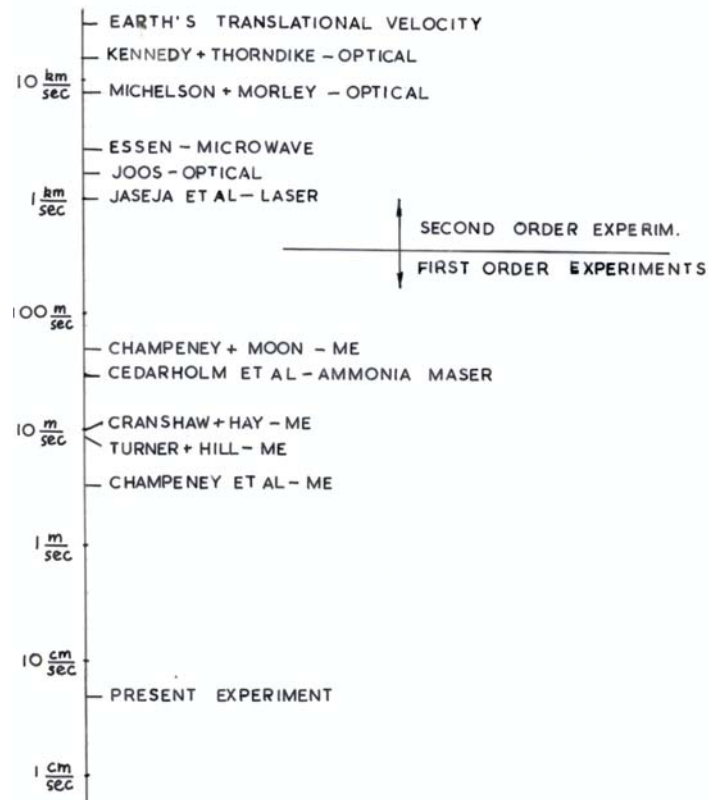 EARTH'S TRANSLATIONAL VELOCITY
KENNEDY + THORNDIKE - OPTICAL
10 km/sec
MICHELSON + MORLEY - OPTICAL
ESSEN - MICROWAVE
JOOS - OPTICAL
1 km/sec
JASEJA ET AL - LASER
SECOND ORDER EXPERIM.
FIRST ORDER EXPERIMENTS
100 m/sec
CHAMPENEY + MOON - ME
CEDARHOLM ET AL - AMMONIA MASER
10 m/sec
CRANSHAW + HAY - ME
TURNER + HILL - ME
CHAMPENEY ET AL - ME
1 m/sec
10 cm/sec
PRESENT EXPERIMENT
1 cm/sec